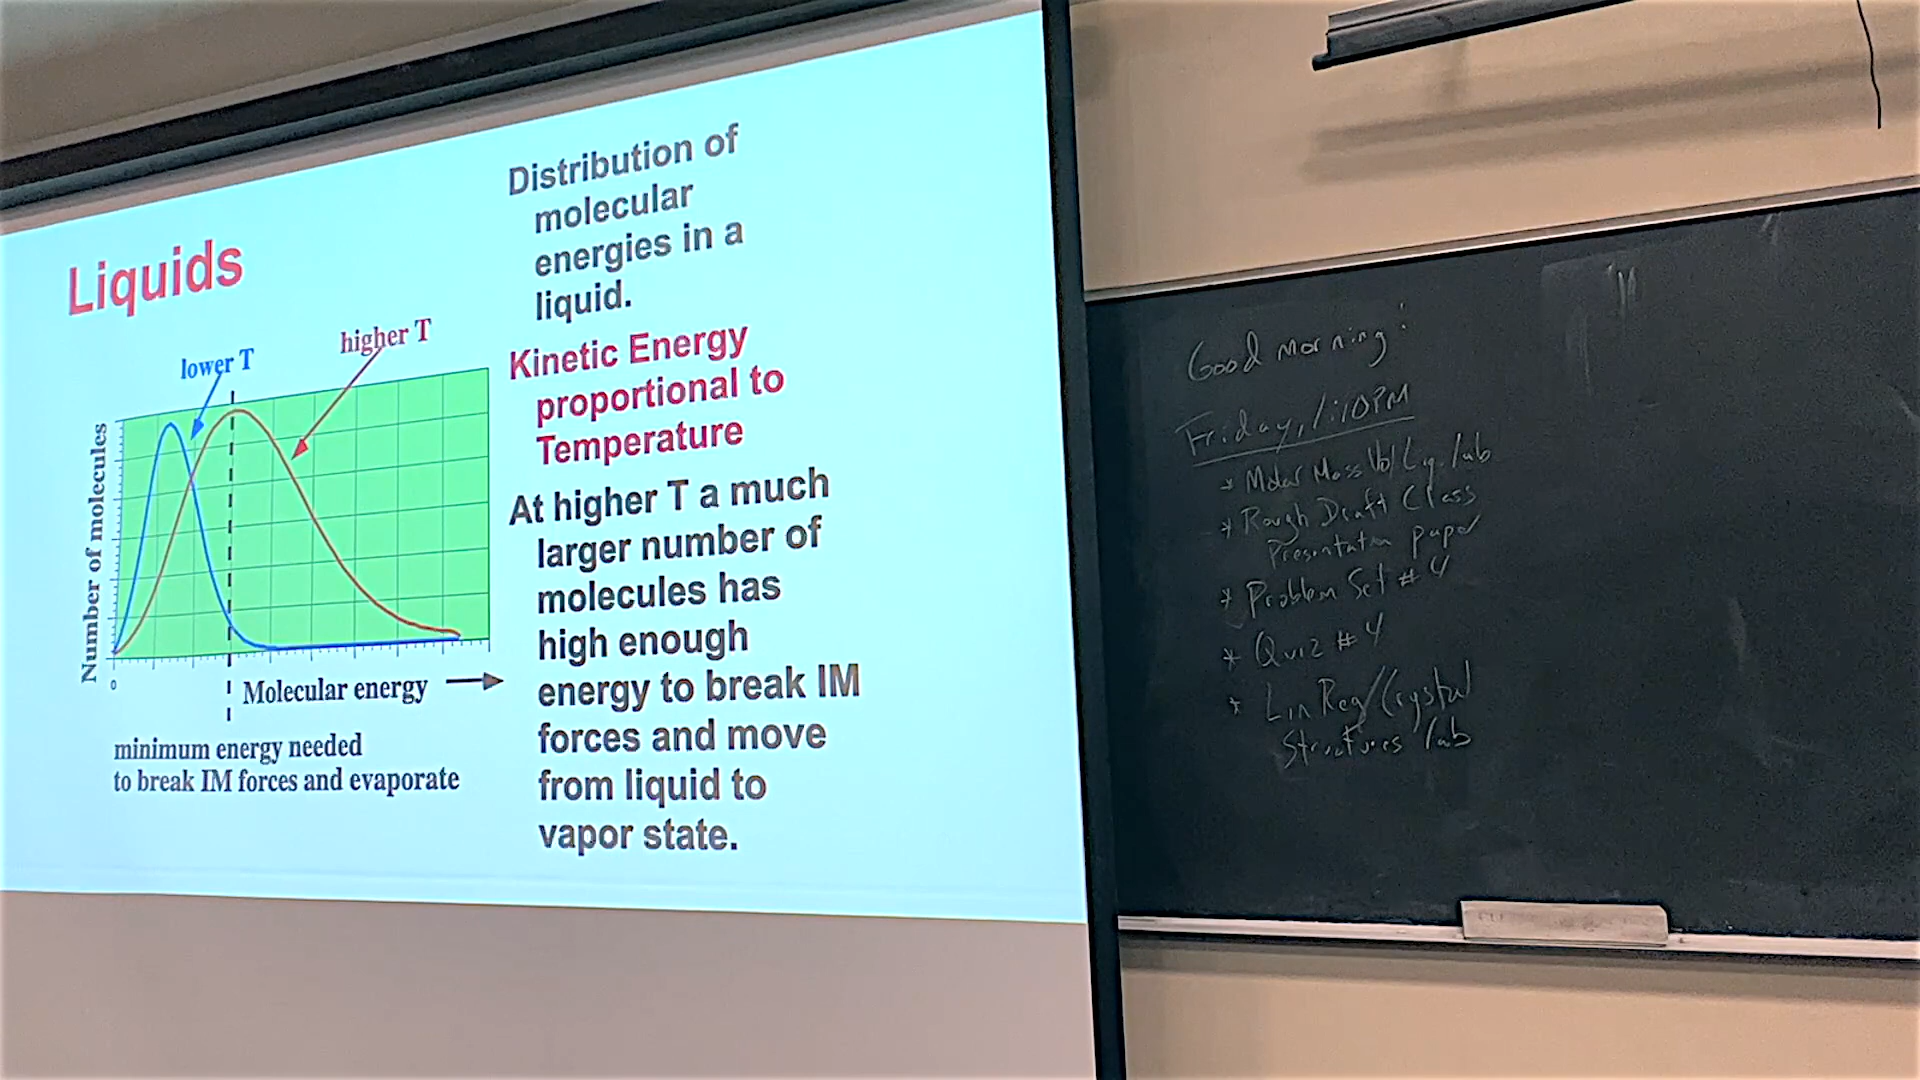 Liquids
lower T
higher T
Number of molecules
0
Molecular energy
minimum energy needed
to break IM forces and evaporate
Distribution of
molecular
energies in a
liquid.
Kinetic Energy
proportional to
Temperature
At higher T a much
larger number of
molecules has
high enough
energy to break IM
forces and move
from liquid to
vapor state.
Good morning!
Friday, 1:10PM
* Molar Mass Vol Liq. lab
* Rough Draft Class
Presentation paper
* Problem Set #4
* Quiz #4
* Lin Reg/Crystal
Structures lab